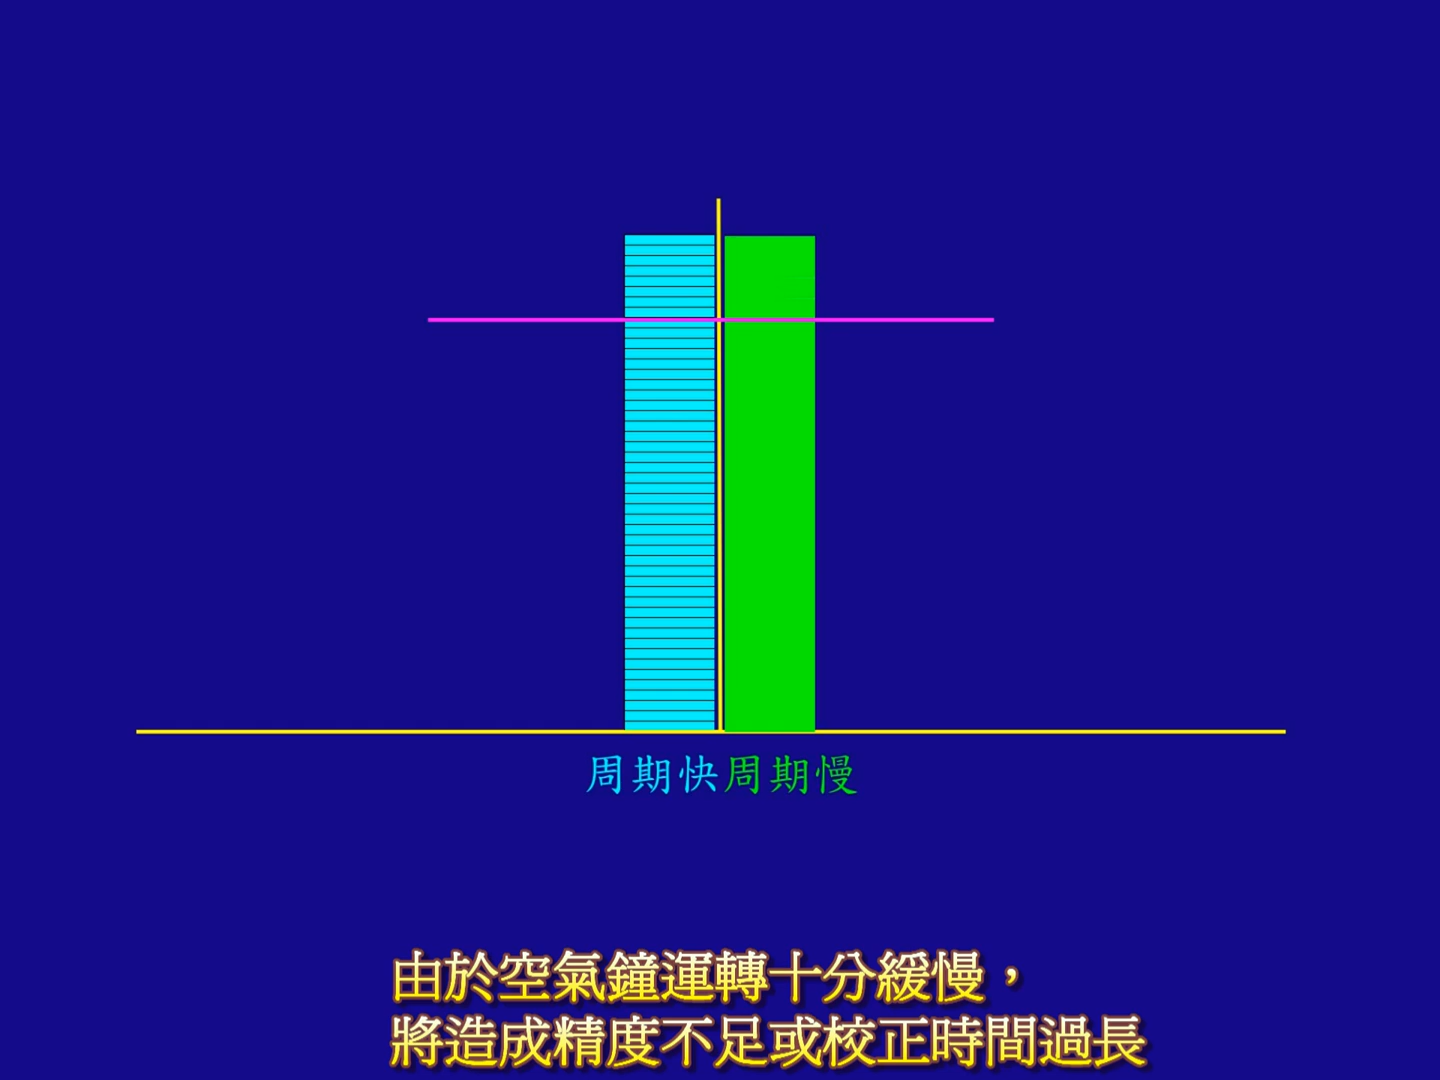 周期快周期慢
由於空氣鐘運轉十分緩慢，
將造成精度不足或校正時間過長